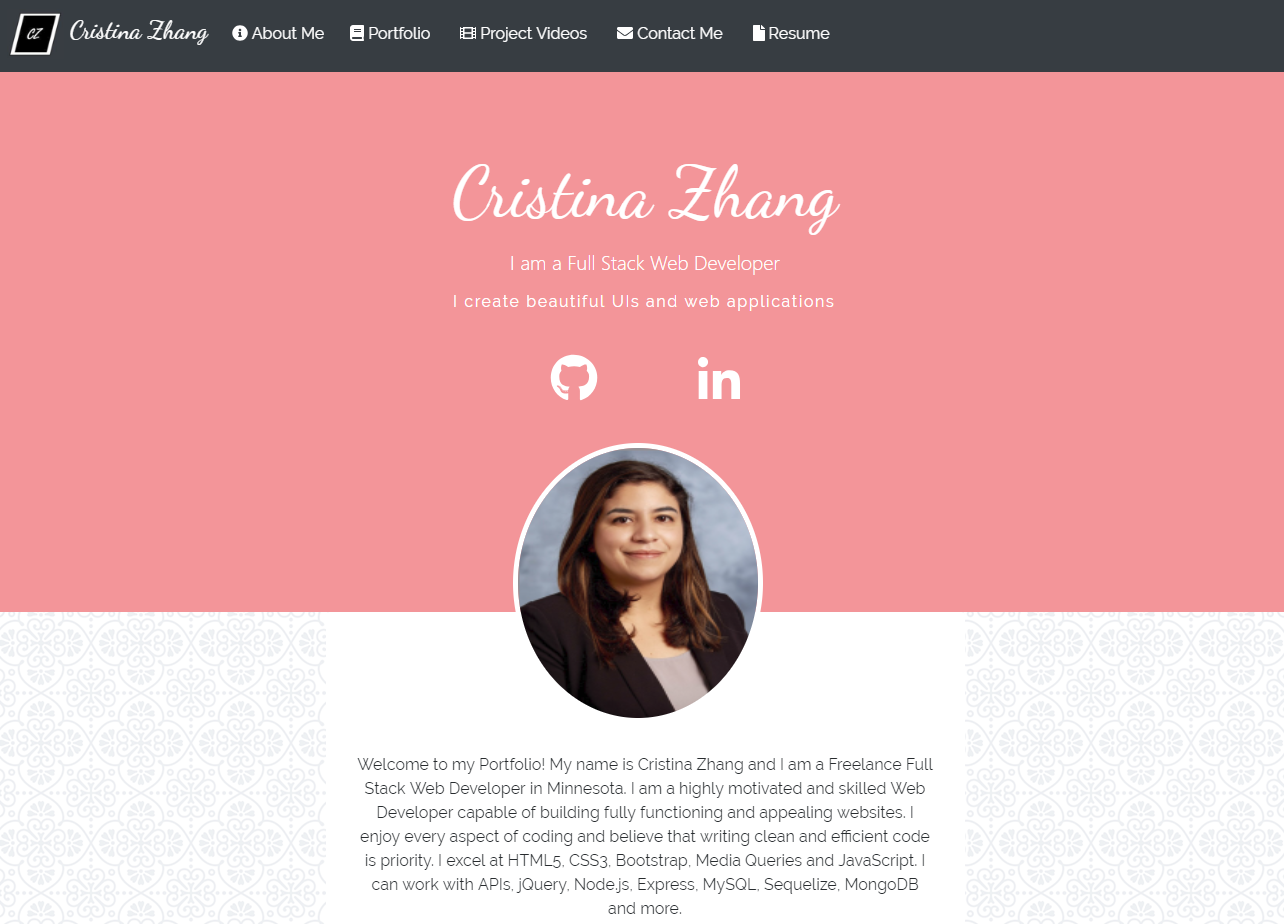 CZ Cristina Zhang About Me Portfolio Project Videos Contact Me Resume
Cristina Zhang
I am a Full Stack Web Developer
I create beautiful UIs and web applications
in
Welcome to my Portfolio! My name is Cristina Zhang and I am a Freelance Full
Stack Web Developer in Minnesota. I am a highly motivated and skilled Web
Developer capable of building fully functioning and appealing websites. I
enjoy every aspect of coding and believe that writing clean and efficient code
is priority. I excel at HTML5, CSS3, Bootstrap, Media Queries and JavaScript. I
can work with APIs, jQuery, Node.js, Express, MySQL, Sequelize, MongoDB
and more.